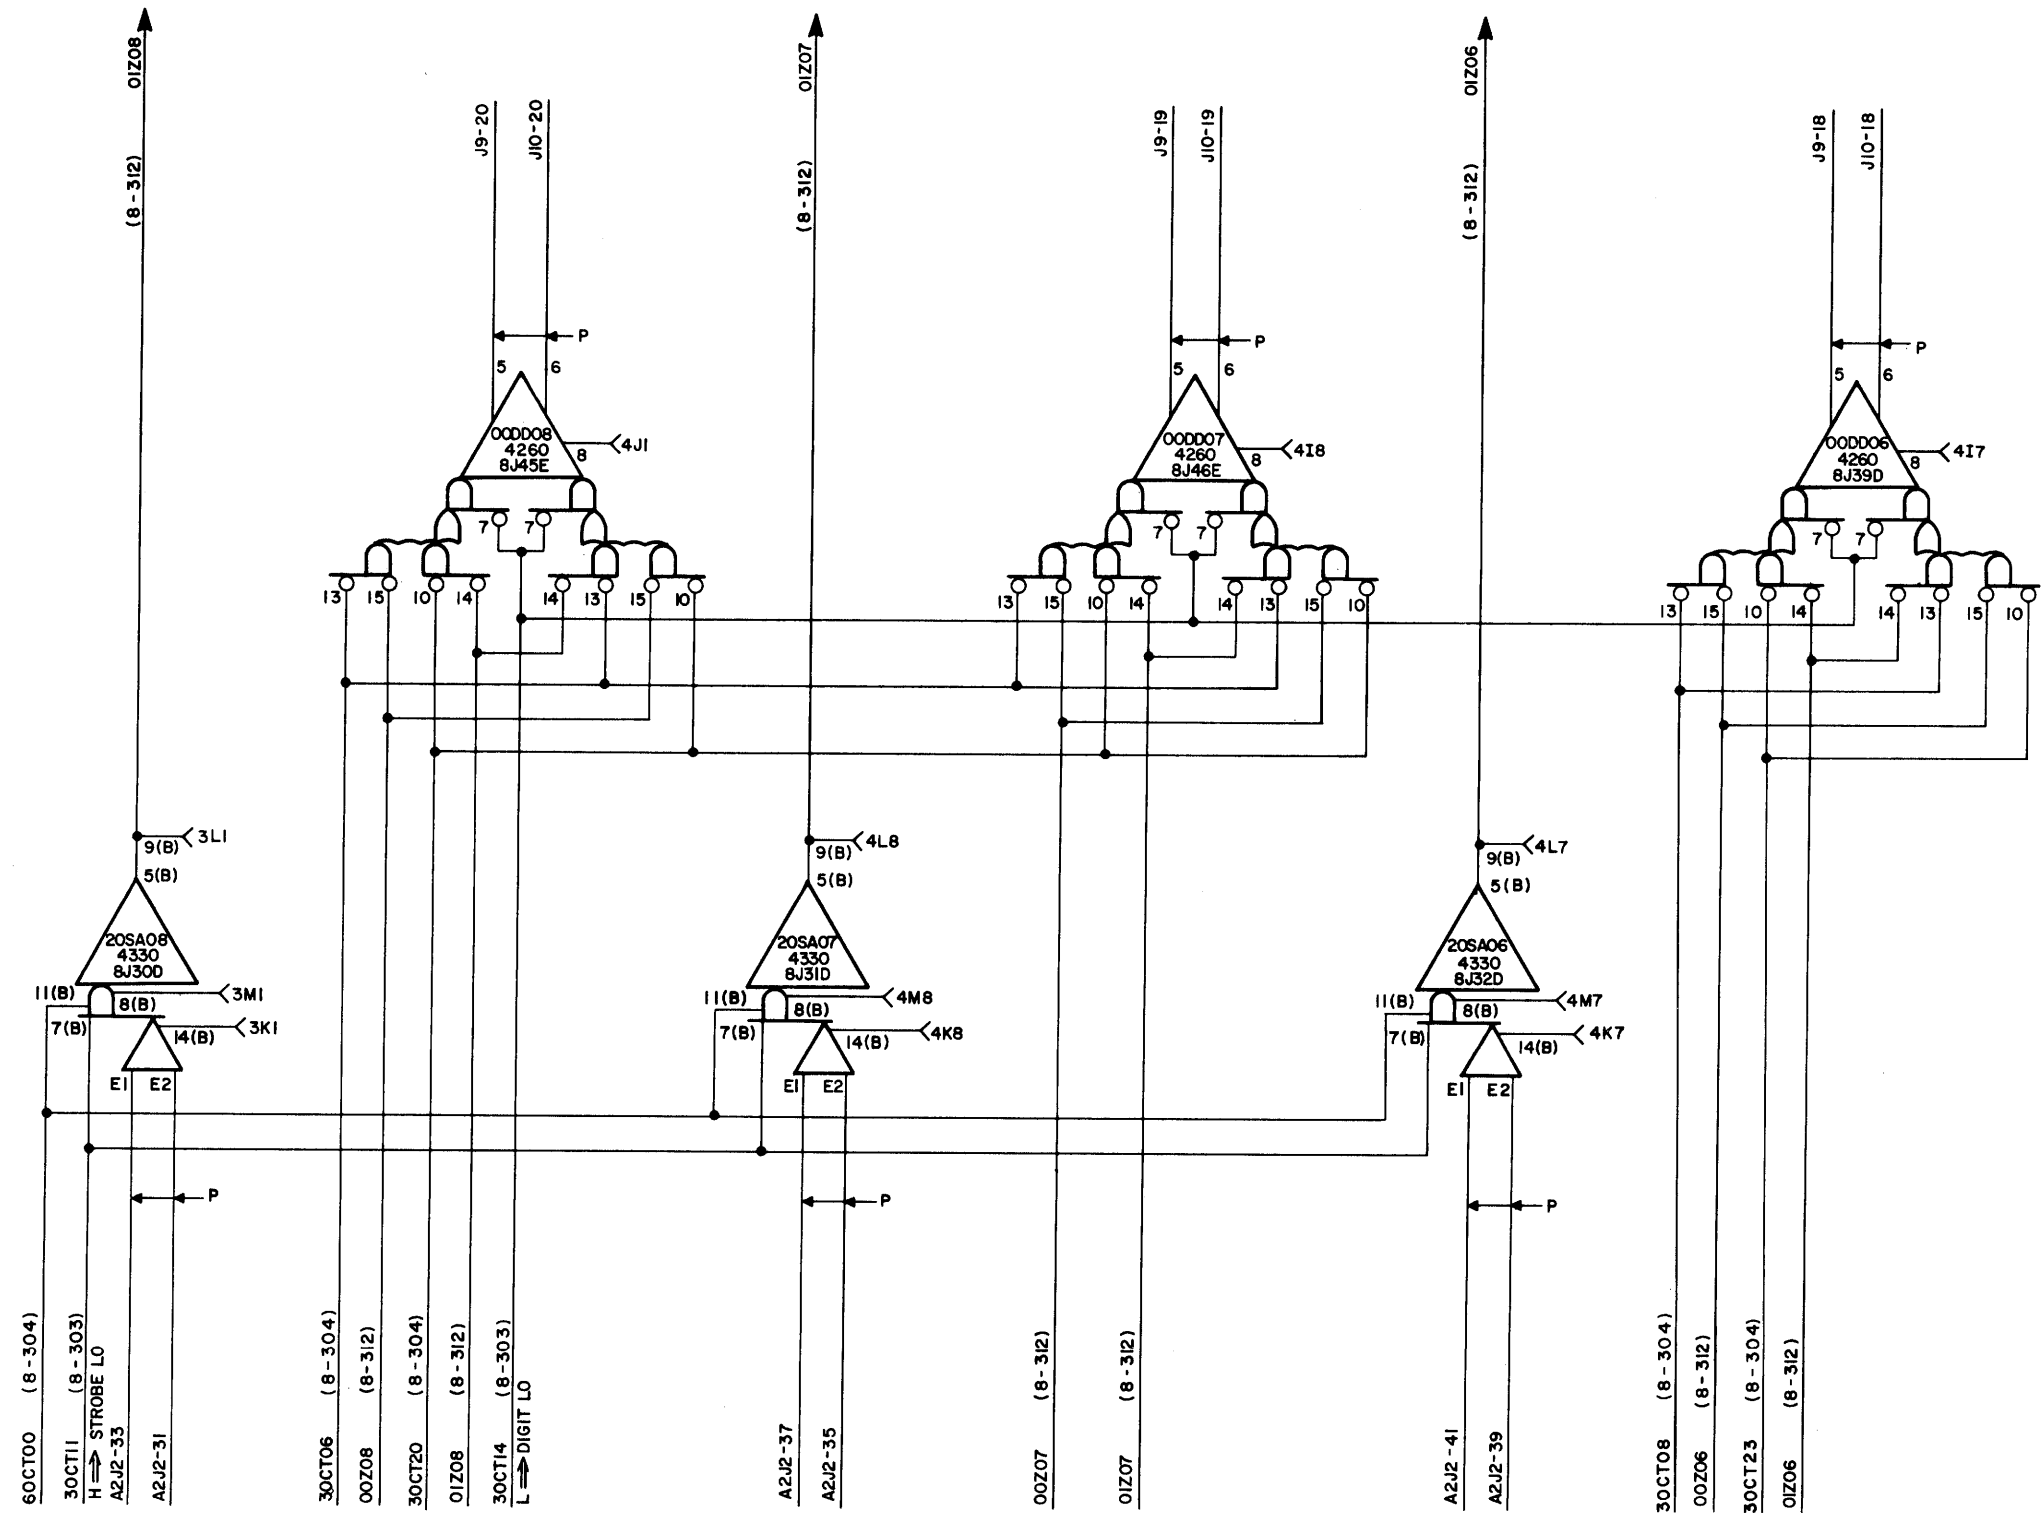 01Z08
(8-312)
J9-20
J10-20
01Z07
(8-312)
J9-19
J10-19
01Z06
(8-312)
J9-18
J10-18
P
5
6
00DD08
4260
8J45E
8
4J1
7
7
13
15
10
14
14
13
15
10
P
5
6
00DD07
4260
8J46E
8
4I8
7
7
13
15
10
14
14
13
15
10
P
5
6
00DD06
4260
8J39D
8
4I7
7
7
13
15
10
14
14
13
15
10
3L1
9(B)
5(B)
20SA08
4330
8J30D
11(B)
8(B)
3M1
7(B)
14(B)
3K1
E1 E2
P
4L8
9(B)
5(B)
20SA07
4330
8J31D
11(B)
8(B)
4M8
7(B)
14(B)
4K8
E1 E2
P
4L7
9(B)
5(B)
20SA06
4330
8J32D
11(B)
8(B)
4M7
7(B)
14(B)
4K7
E1 E2
P
60CT00 (8-304)
30CT11 (8-303)
H⇒STROBE LO
A2J2-33
A2J2-31
30CT06 (8-304)
00Z08 (8-312)
30CT20 (8-304)
01Z08 (8-312)
30CT14 (8-303)
L⇒DIGIT LO
A2J2-37
A2J2-35
00Z07 (8-312)
01Z07 (8-312)
A2J2-41
A2J2-39
30CT08 (8-304)
00Z06 (8-312)
30CT23 (8-304)
01Z06 (8-312)